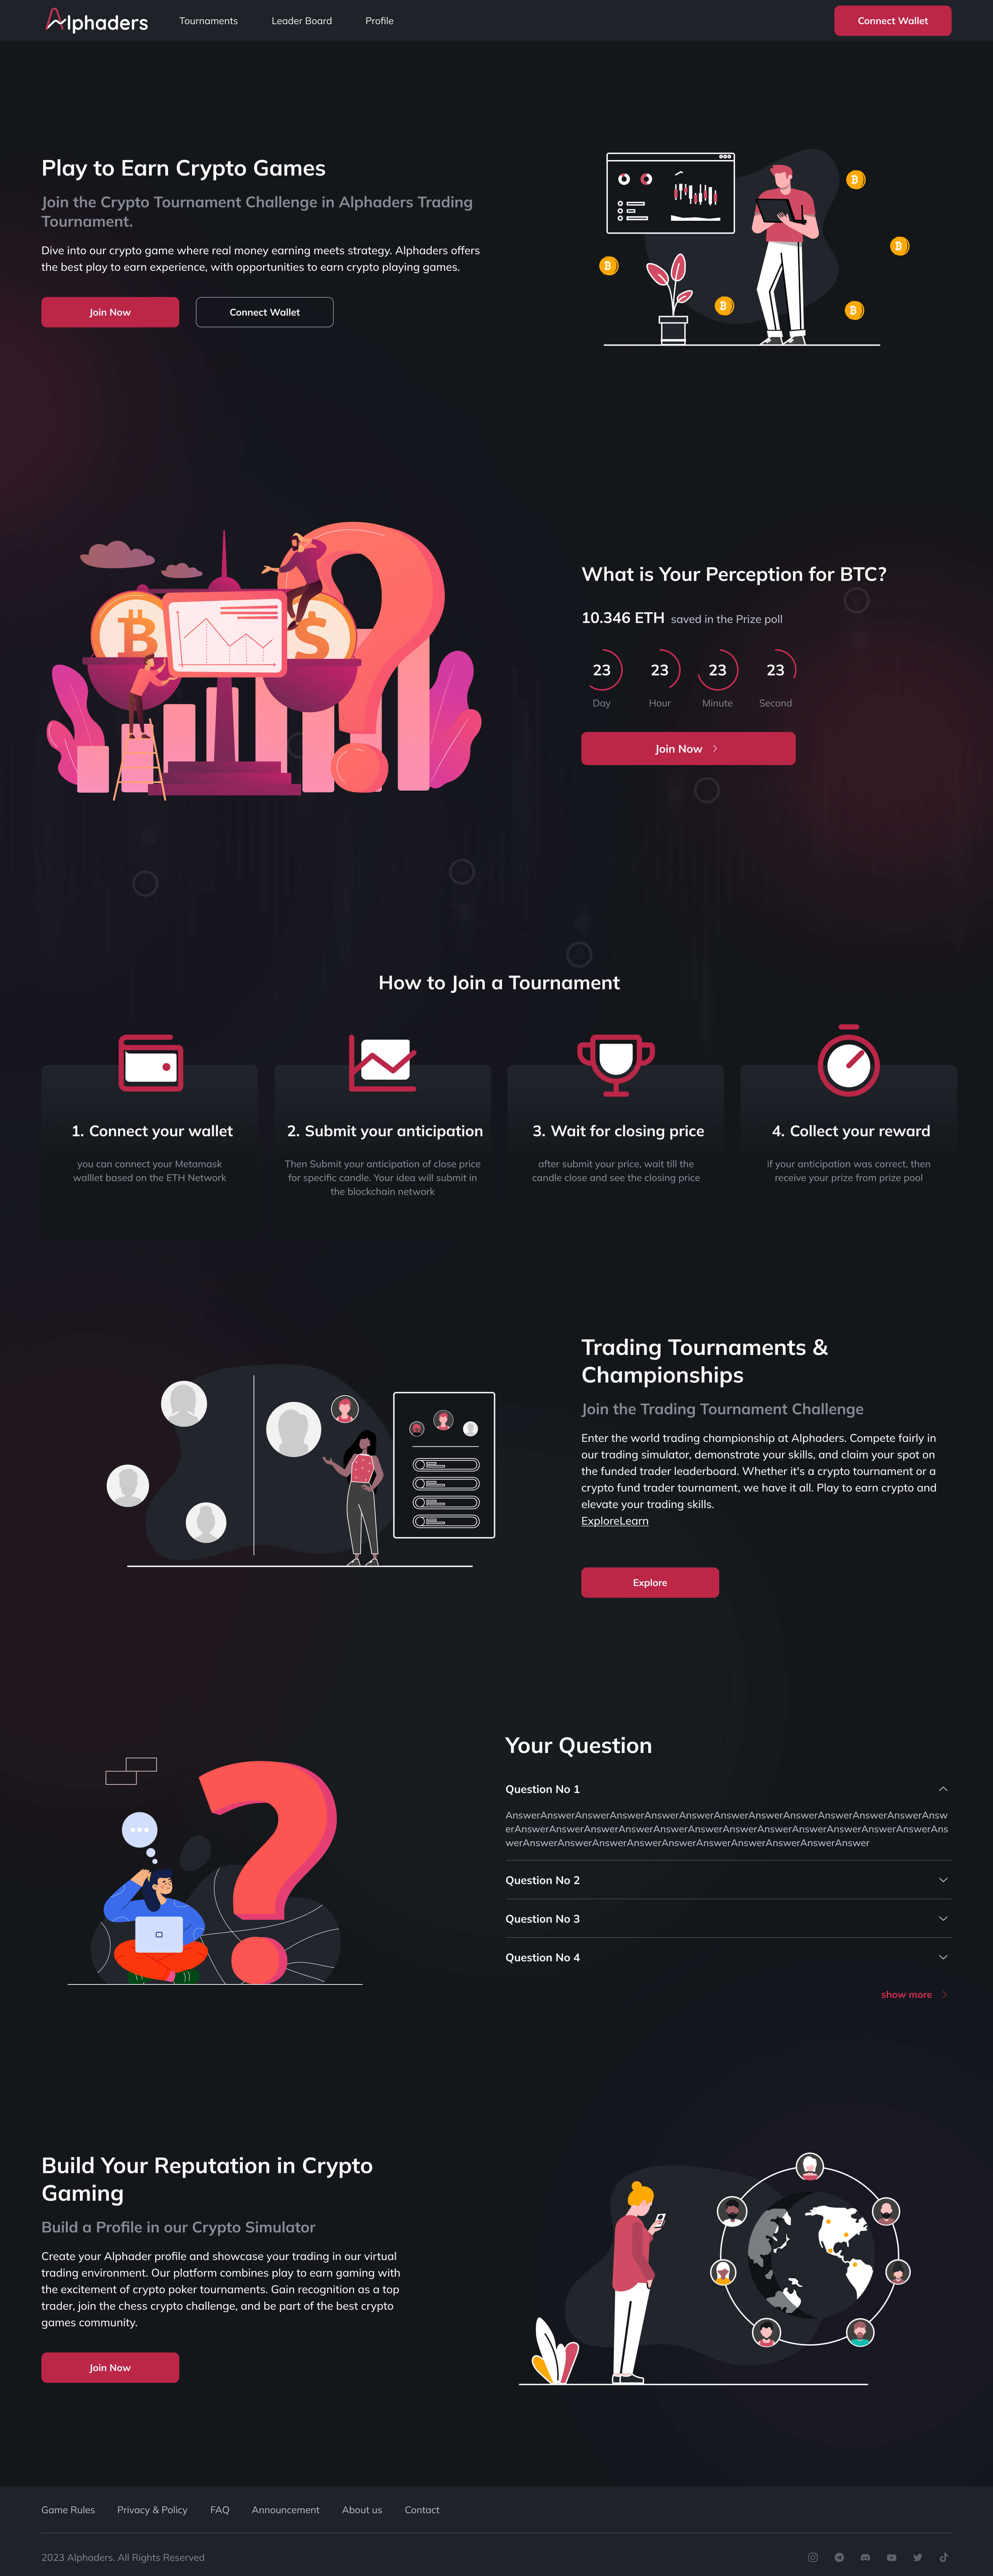 Alphaders
Tournaments
Leader Board
Profile
Connect Wallet
Play to Earn Crypto Games
Join the Crypto Tournament Challenge in Alphaders Trading
Tournament.
Dive into our crypto game where real money earning meets strategy. Alphaders offers
the best play to earn experience, with opportunities to earn crypto playing games.
Join Now
Connect Wallet
What is Your Perception for BTC?
10.346 ETH saved in the Prize poll
23 23 23 23
Day Hour Minute Second
Join Now
How to Join a Tournament
1. Connect your wallet
you can connect your Metamask
walllet based on the ETH Network
2. Submit your anticipation
Then Submit your anticipation of close price
for specific candle. Your idea will submit in
the blockchain network
3. Wait for closing price
after submit your price, wait till the
candle close and see the closing price
4. Collect your reward
if your anticipation was correct, then
receive your prize from prize pool
Trading Tournaments &
Championships
Join the Trading Tournament Challenge
Enter the world trading championship at Alphaders. Compete fairly in
our trading simulator, demonstrate your skills, and claim your spot on
the funded trader leaderboard. Whether it's a crypto tournament or a
crypto fund trader tournament, we have it all. Play to earn crypto and
elevate your trading skills.
ExploreLearn
Explore
Your Question
Question No 1
AnswerAnswerAnswerAnswerAnswerAnswerAnswerAnswerAnswerAnswerAnswerAnswerAnsw
erAnswerAnswerAnswerAnswerAnswerAnswerAnswerAnswerAnswerAnswerAnswerAnswerAns
werAnswerAnswerAnswerAnswerAnswerAnswerAnswerAnswerAnswerAnswer
Question No 2
Question No 3
Question No 4
show more
Build Your Reputation in Crypto
Gaming
Build a Profile in our Crypto Simulator
Create your Alphader profile and showcase your trading in our virtual
trading environment. Our platform combines play to earn gaming with
the excitement of crypto poker tournaments. Gain recognition as a top
trader, join the chess crypto challenge, and be part of the best crypto
games community.
Join Now
Game Rules
Privacy & Policy
FAQ
Announcement
About us
Contact
2023 Alphaders. All Rights Reserved